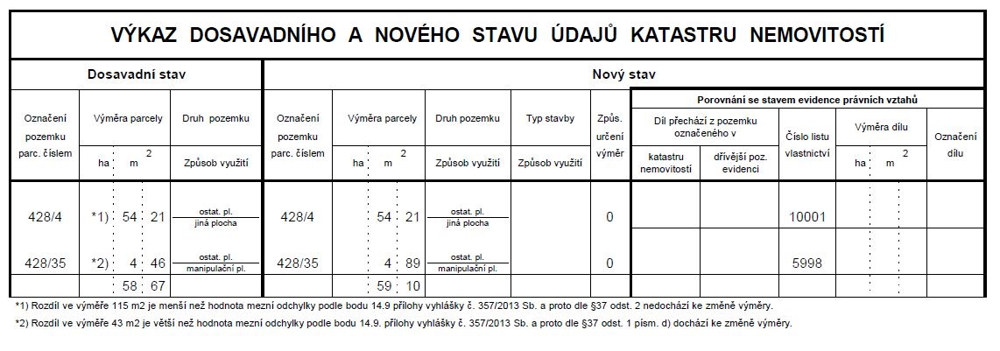 VÝKAZ DOSAVADNÍHO A NOVÉHO STAVU ÚDAJŮ KATASTRU NEMOVITOSTÍ
Dosavadní stav Nový stav
Porovnání se stavem evidence právních vztahů
Označení Výměra parcely Druh pozemku Označení Výměra parcely Druh pozemku Typ stavby Způs. Díl přechází z pozemku Číslo listu Výměra dílu Označení
pozemku pozemku určení označeného v vlastnictví dílu
parc. číslem ha m 2 Způsob využití parc. číslem ha m 2 Způsob využití Způsob využití výměr katastru dřívější poz. ha m 2
nemovitostí evidenci
428/4 *1) 54 21 ostat. pl. 428/4 54 21 ostat. pl. 0 10001
jiná plocha jiná plocha
428/35 *2) 4 46 ostat. pl. 428/35 4 89 ostat. pl. 0 5998
manipulační pl. manipulační pl.
58 67 59 10
*1) Rozdíl ve výměře 115 m2 je menší než hodnota mezní odchylky podle bodu 14.9 přílohy vyhlášky č. 357/2013 Sb. a proto dle §37 odst. 2 nedochází ke změně výměry.
*2) Rozdíl ve výměře 43 m2 je větší než hodnota mezní odchylky podle bodu 14.9. přílohy vyhlášky č. 357/2013 Sb. a proto dle §37 odst. 1 písm. d) dochází ke změně výměry.